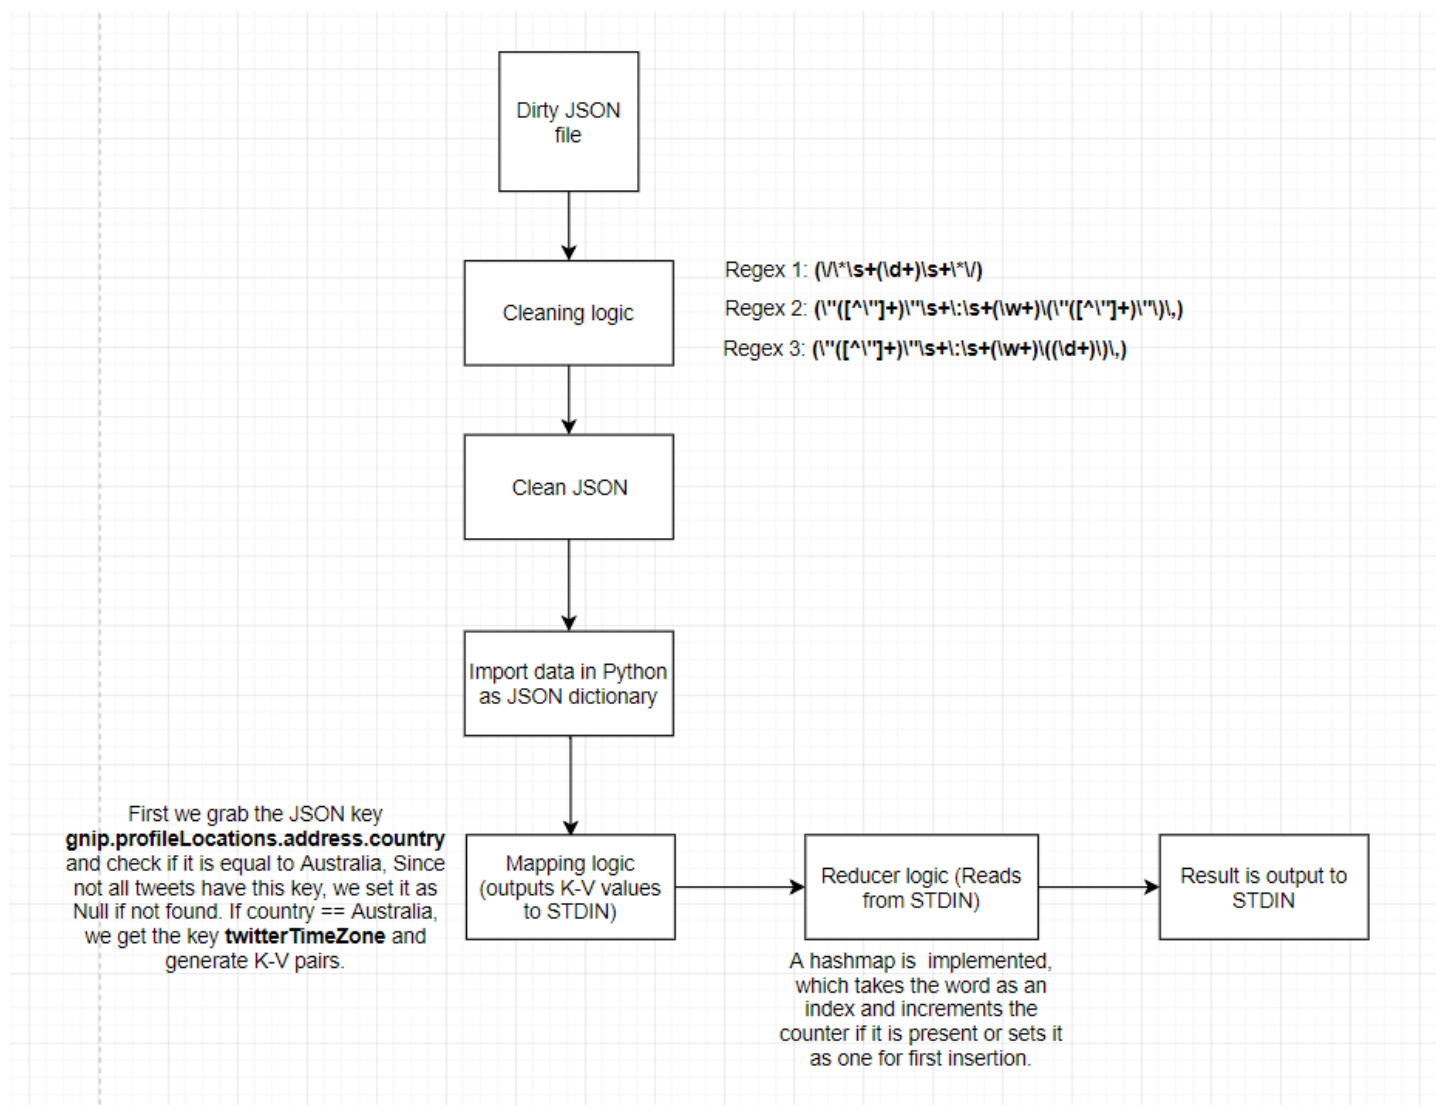 Dirty JSON
file
Cleaning logic
Regex 1: (\/\*\s+(\d+)\s+\*\/)
Regex 2: (\"([^\"]+)\"\s+\:\s+(\w+)\(\"([^\"]+)\"\)\,)
Regex 3: (\"([^\"]+)\"\s+\:\s+(\w+)\((\d+)\)\,)
Clean JSON
Import data in Python
as JSON dictionary
First we grab the JSON key
gnip.profileLocations.address.country
and check if it is equal to Australia, Since
not all tweets have this key, we set it as
Null if not found. If country == Australia,
we get the key twitterTimeZone and
generate K-V pairs.
Mapping logic
(outputs K-V values
to STDIN)
Reducer logic (Reads
from STDIN)
A hashmap is  implemented,
which takes the word as an
index and increments the
counter if it is present or sets it
as one for first insertion.
Result is output to
STDIN